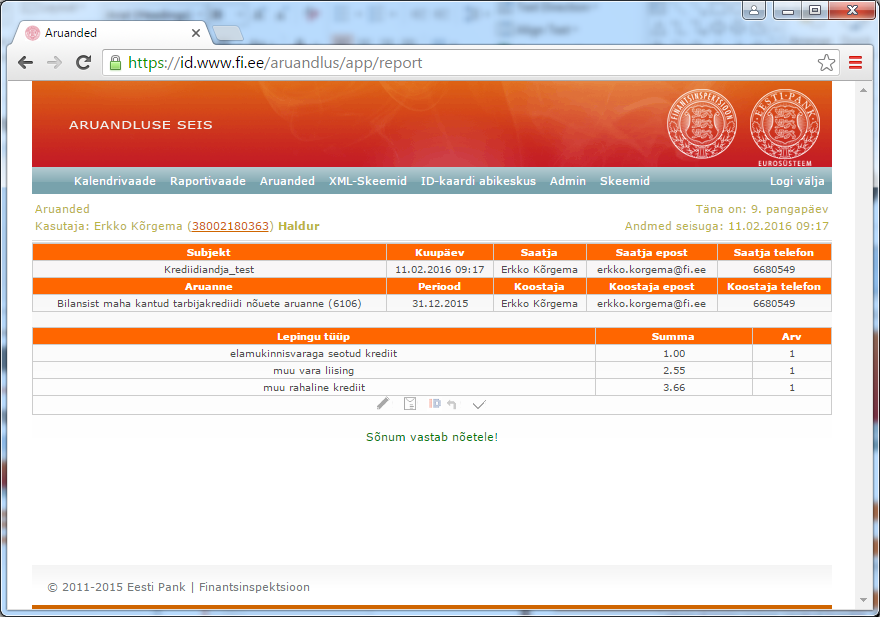 Aruanded
https://id.www.fi.ee/aruandlus/app/report
ARUANDLUSE SEIS
FINANTSINSPEKTSIOON
EESTI PANK
EUROSÜSTEEM
Kalendrivaade Raportivaade Aruanded XML-Skeemid ID-kaardi abikeskus Admin Skeemid Logi välja
Aruanded Täna on: 9. pangapäev
Kasutaja: Erkko Kõrgema (38002180363) Haldur Andmed seisuga: 11.02.2016 09:17
Subjekt Kuupäev Saatja Saatja epost Saatja telefon
Krediidiandja_test 11.02.2016 09:17 Erkko Kõrgema erkko.korgema@fi.ee 6680549
Aruanne Periood Koostaja Koostaja epost Koostaja telefon
Bilansist maha kantud tarbijakrediidi nõuete aruanne (6106) 31.12.2015 Erkko Kõrgema erkko.korgema@fi.ee 6680549
Lepingu tüüp Summa Arv
elamukinnisvaraga seotud krediit 1.00 1
muu vara liising 2.55 1
muu rahaline krediit 3.66 1
ID
Sõnum vastab nõetele!
© 2011-2015 Eesti Pank | Finantsinspektsioon